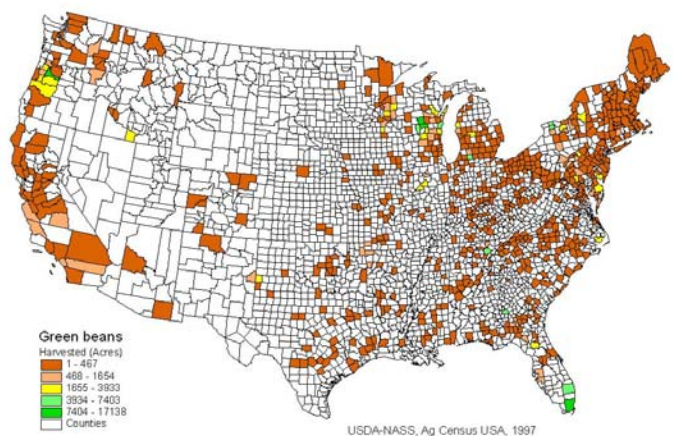 Green beans
Harvested (Acres)
1 - 467
468 - 1654
1655 - 3933
3934 - 7403
7404 - 17138
Counties
USDA-NASS, Ag Census USA, 1997